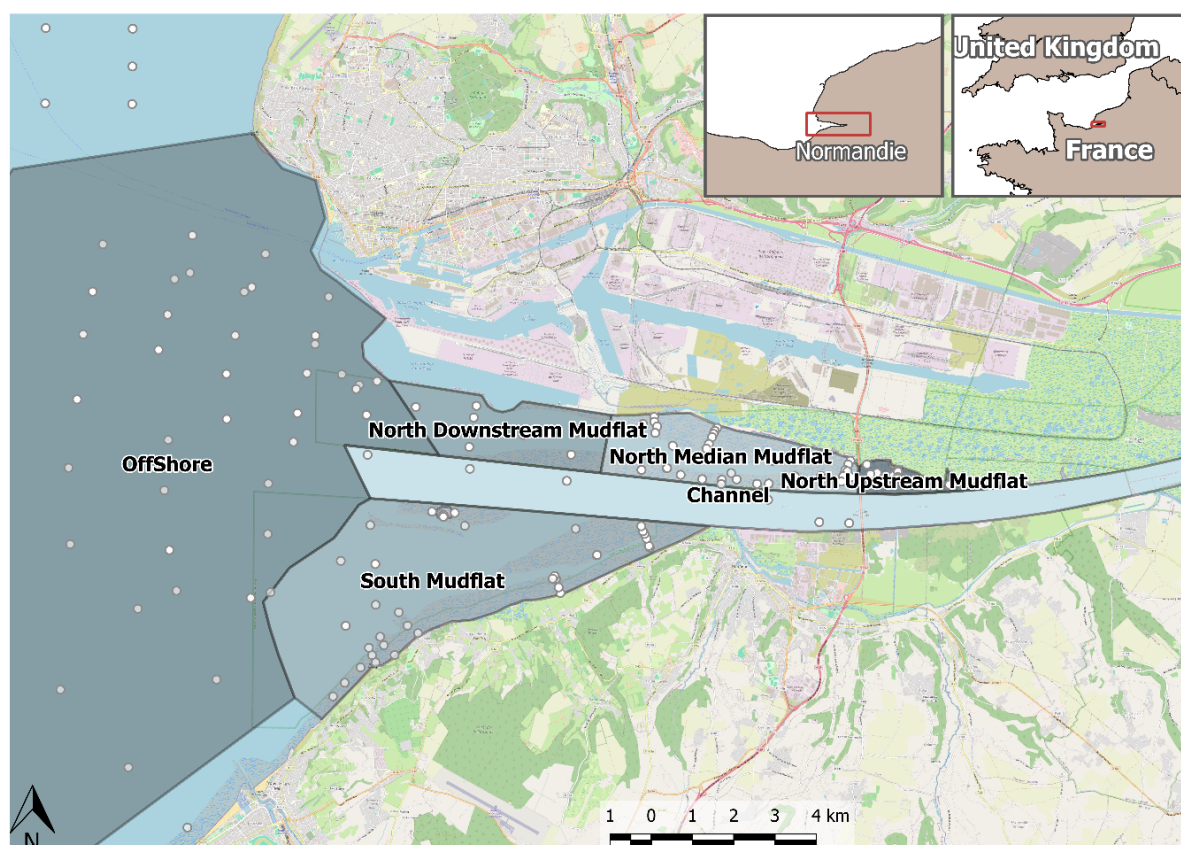 United Kingdom
Normandie
France
North Downstream Mudflat
OffShore
North Median Mudflat
North Upstream Mudflat
Channel
South Mudflat
1 0 1 2 3 4 km
N